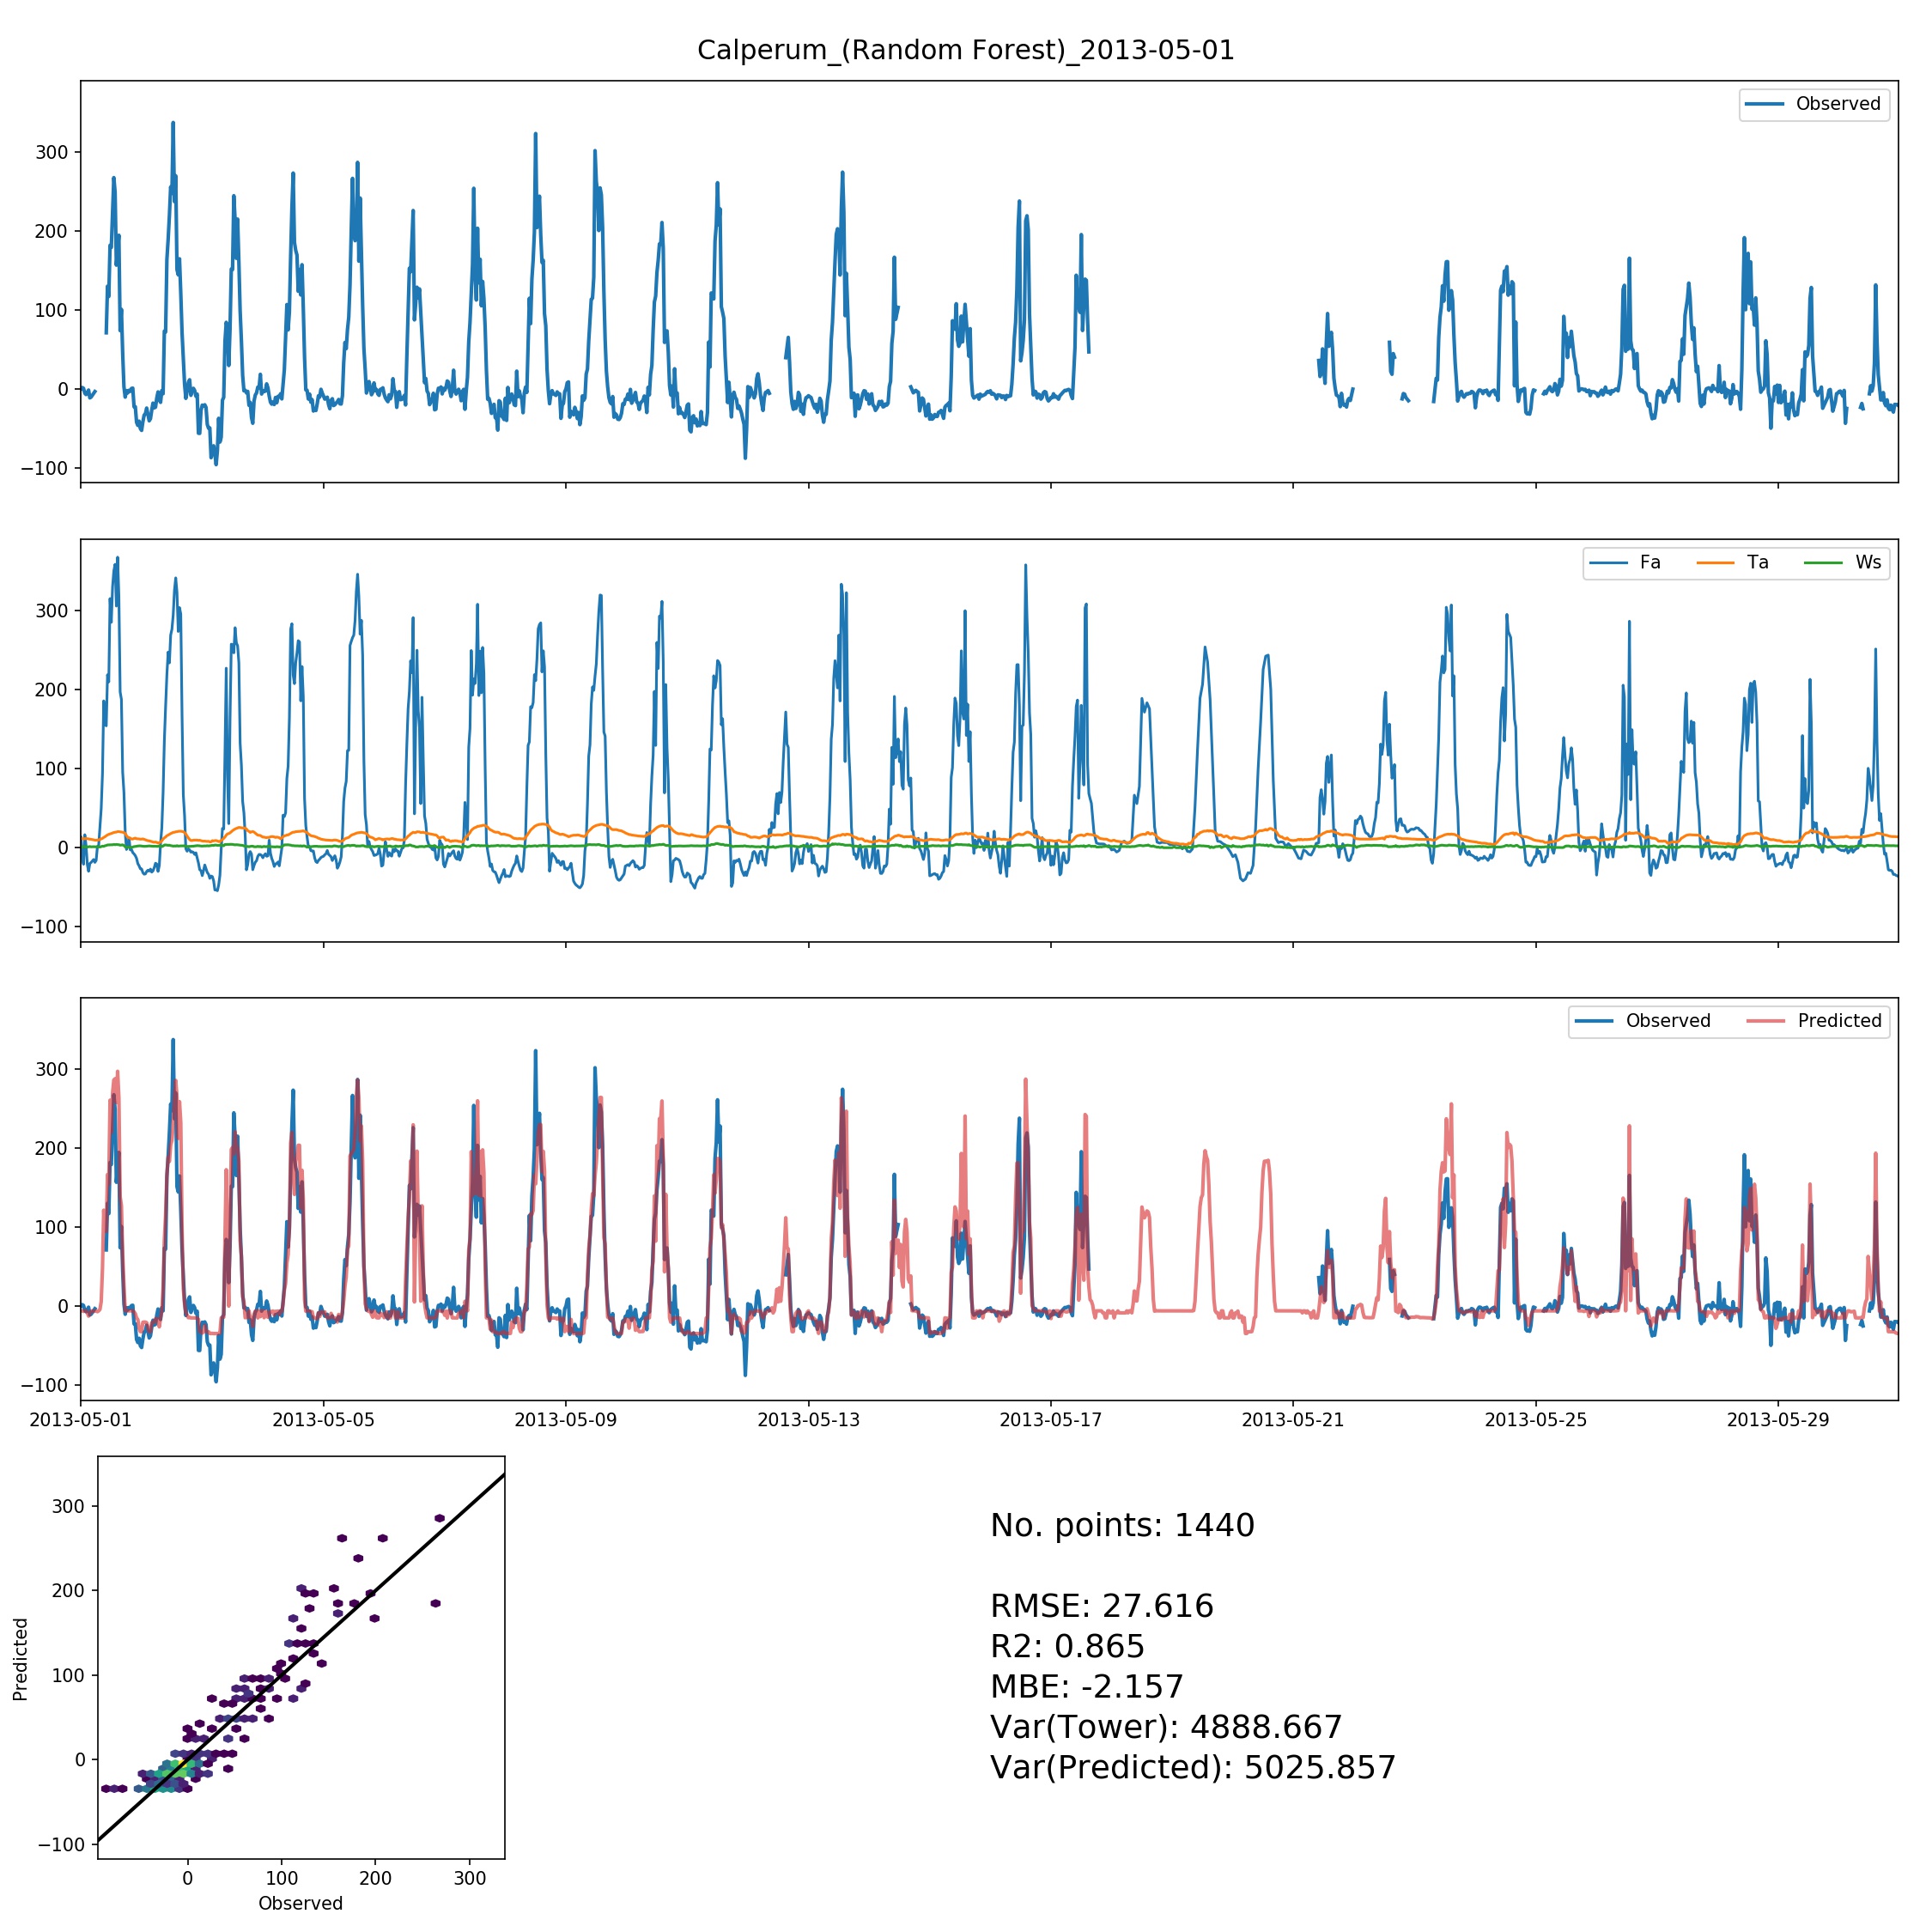 Calperum_(Random Forest)_2013-05-01
Observed
300
200
100
0
−100
Fa Ta Ws
300
200
100
0
−100
Observed Predicted
300
200
100
0
−100
2013-05-01 2013-05-05 2013-05-09 2013-05-13 2013-05-17 2013-05-21 2013-05-25 2013-05-29
Predicted
300
200
100
0
−100
0 100 200 300
Observed
No. points: 1440
RMSE: 27.616
R2: 0.865
MBE: -2.157
Var(Tower): 4888.667
Var(Predicted): 5025.857